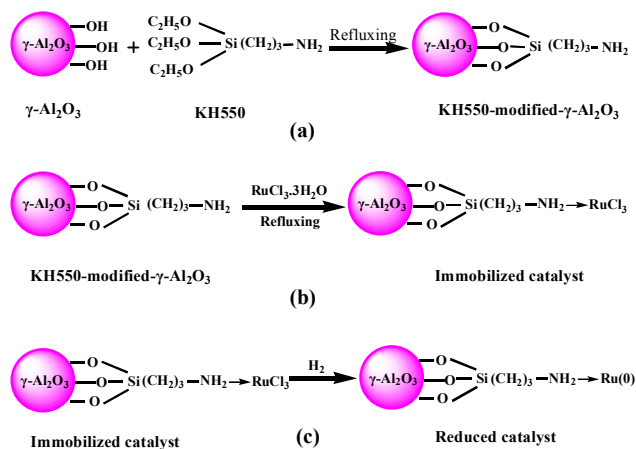 γ-Al2O3
OH
OH
OH
+
C2H5O
C2H5O
C2H5O
Si(CH2)3
NH2
Refluxing
γ-Al2O3
O
O
O
Si
(CH2)3
NH2
γ-Al2O3
KH550
KH550-modified-γ-Al2O3
(a)
γ-Al2O3
O
O
O
Si
(CH2)3
NH2
RuCl3.3H2O
Refluxing
γ-Al2O3
O
O
O
Si(CH2)3
NH2
RuCl3
KH550-modified-γ-Al2O3
Immobilized catalyst
(b)
γ-Al2O3
O
O
O
Si(CH2)3
NH2
RuCl3
H2
γ-Al2O3
O
O
O
Si(CH2)3
NH2
Ru(0)
Immobilized catalyst
(c)
Reduced catalyst